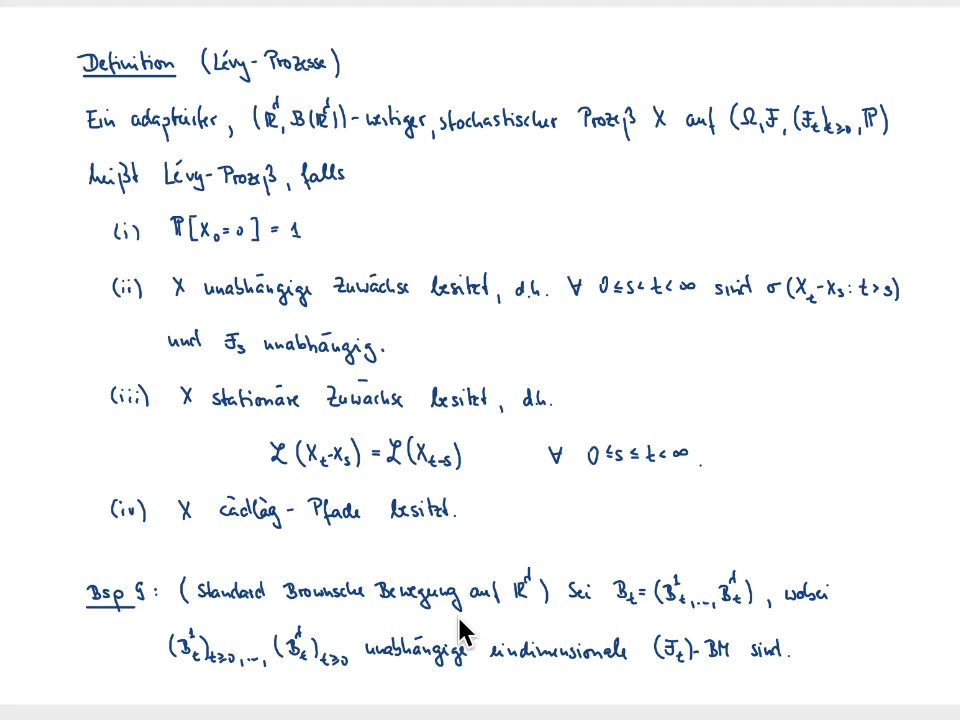 Definition (Lévy-Prozesse)
Ein adaptierter, (ℝ^d, B(ℝ^d))-wertiger, stochastischer Prozeß X auf (Ω, F, (F_t)_{t≥0}, ℙ)
heißt Lévy-Prozeß, falls
(i) ℙ[X_0 = 0] = 1
(ii) X unabhängige Zuwächse besitzt, d.h. ∀ 0≤s<t<∞ sind σ(X_t-X_s : t>s)
und F_s unabhängig.
(iii) X stationäre Zuwächse besitzt, d.h.
L(X_t-X_s) = L(X_{t-s}) ∀ 0≤s≤t<∞.
(iv) X càdlàg-Pfade besitzt.
Bsp 9: (Standard Brownsche Bewegung auf ℝ^d) Sei B_t = (B_t^1,..., B_t^d), wobei
(B_t^1)_{t≥0},..., (B_t^d)_{t≥0} unabhängige eindimensionale (F_t)-BM sind.